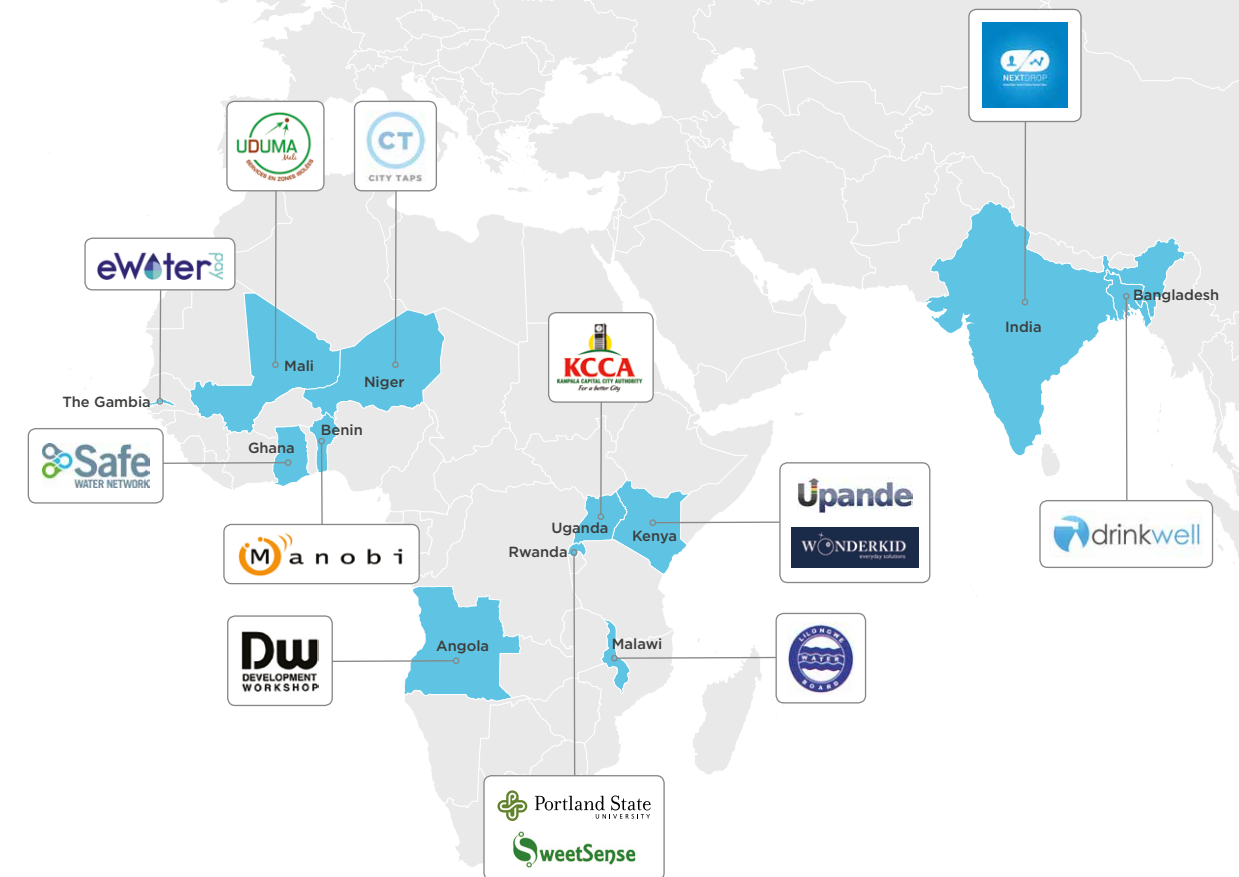 NEXTDROP
UDUMA
Mali
SERVICES EN ZONES ISOLÉES
CT
CITY TAPS
eWater
pay
Bangladesh
India
Mali
Niger
KCCA
KAMPALA CAPITAL CITY AUTHORITY
For a better City
The Gambia
Benin
Ghana
Safe
WATER NETWORK
Upande
WONDERKID
everyday solutions
Uganda
Kenya
Rwanda
drinkwell
Manobi
DW
DEVELOPMENT
WORKSHOP
Angola
Malawi
LILONGWE
WATER
BOARD
Portland State
UNIVERSITY
SweetSense